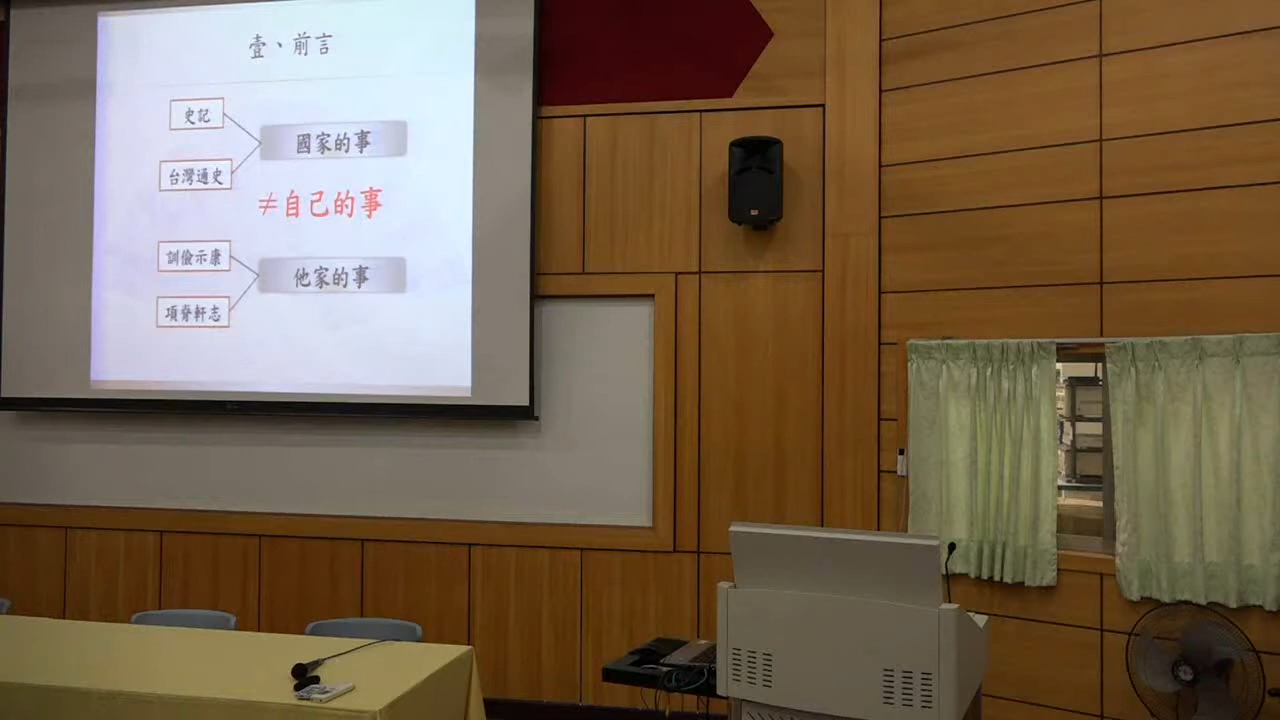 壹、前言
史記
國家的事
台灣通史
≠自己的事
訓儉示康
他家的事
項脊軒志